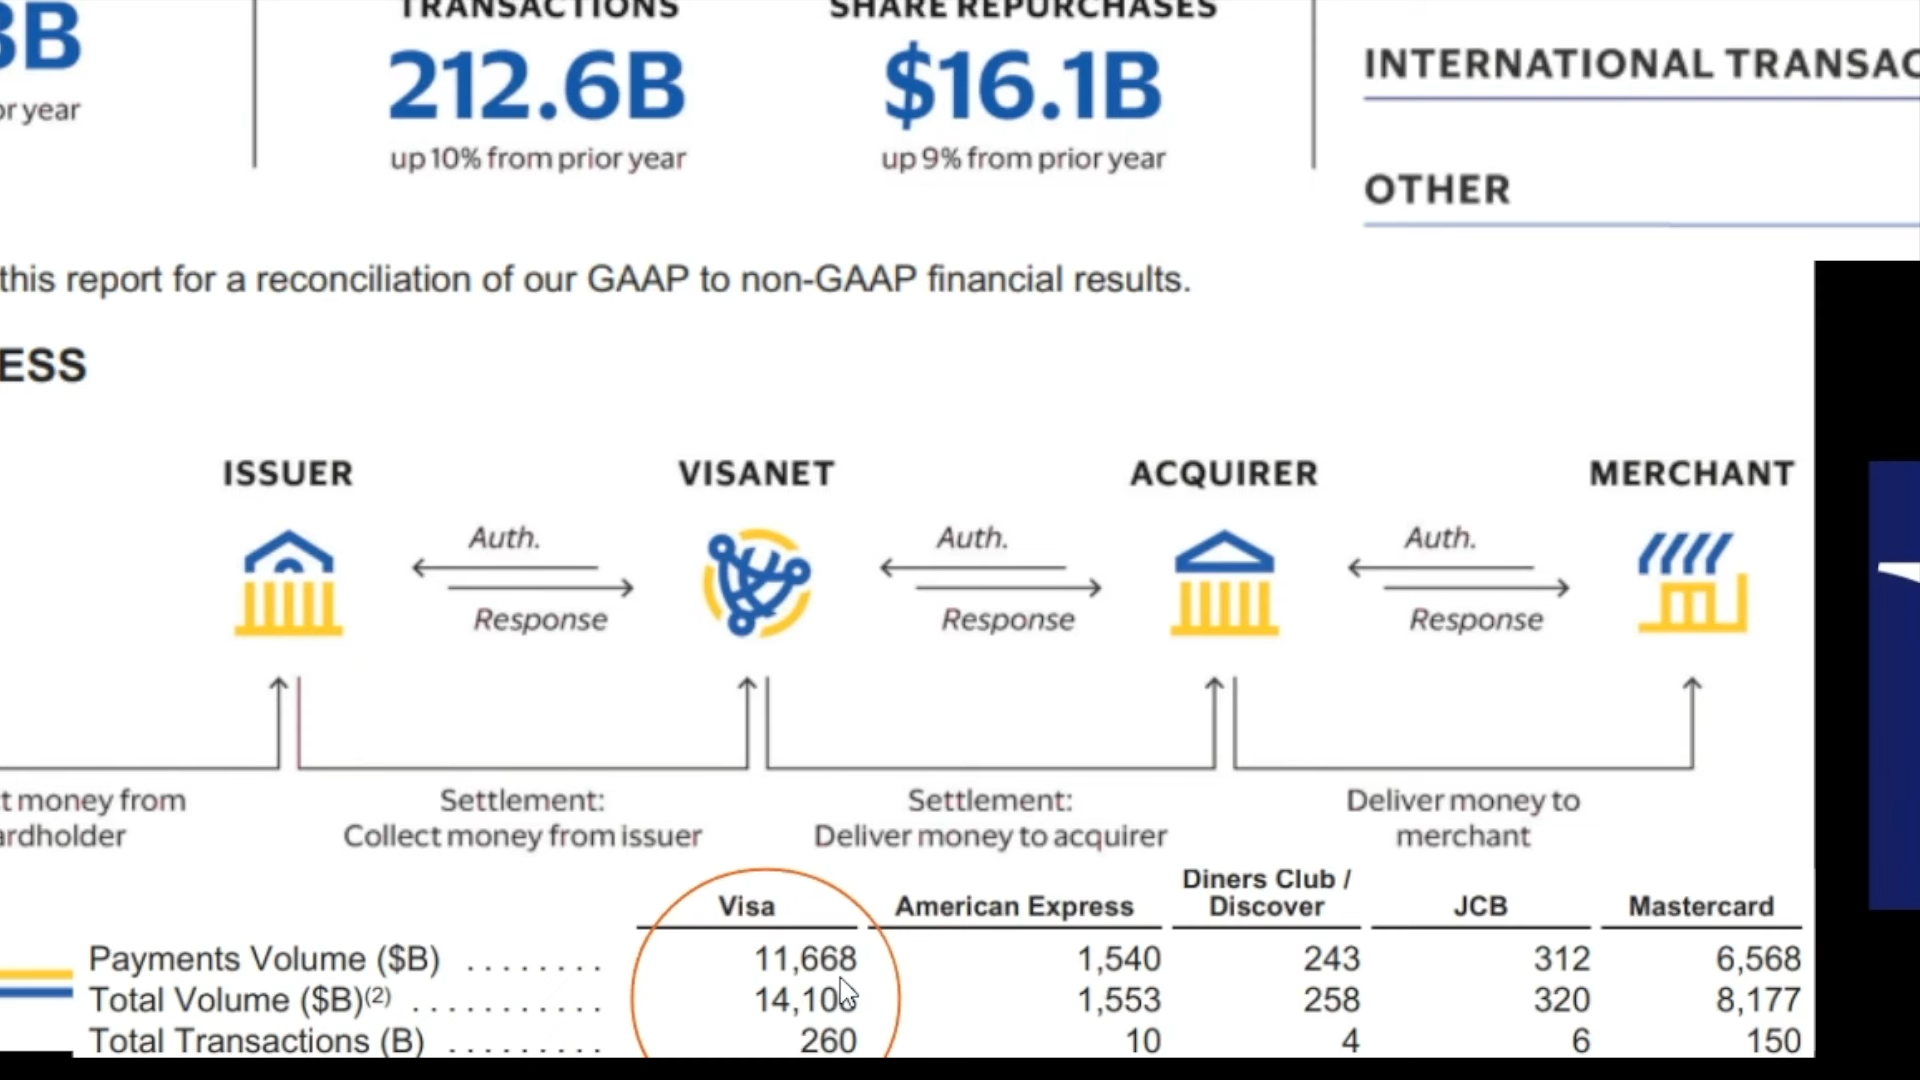 TRANSACTIONS
SHARE REPURCHASES
3B
212.6B
$16.1B
INTERNATIONAL TRANSAC
or year
up 10% from prior year
up 9% from prior year
OTHER
this report for a reconciliation of our GAAP to non-GAAP financial results.
ESS
ISSUER
VISANET
ACQUIRER
MERCHANT
Auth.
Auth.
Auth.
Response
Response
Response
t money from
ardholder
Settlement:
Collect money from issuer
Settlement:
Deliver money to acquirer
Deliver money to
merchant
Visa American Express Diners Club / Discover JCB Mastercard
Payments Volume ($B) ........ 11,668 1,540 243 312 6,568
Total Volume ($B)(2) ........... 1,553 258 320 8,177
Total Transactions (B) ......... 260 10 4 6 150